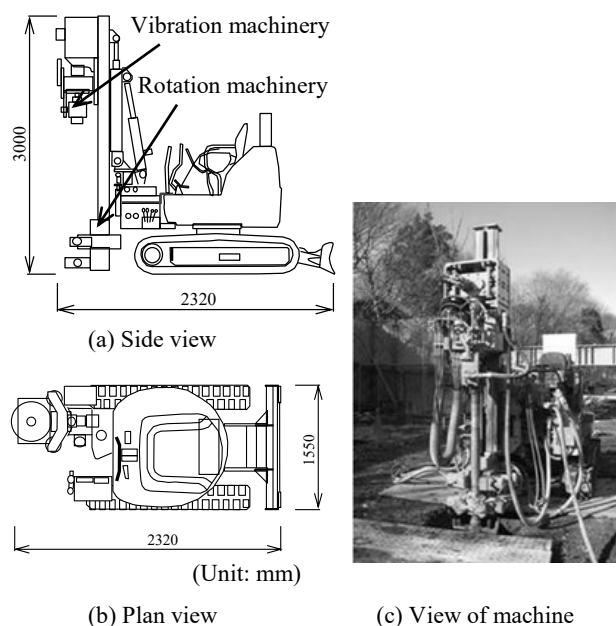 Vibration machinery
Rotation machinery
3000
2320
(a) Side view
1550
2320
(Unit: mm)
(b) Plan view
(c) View of machine